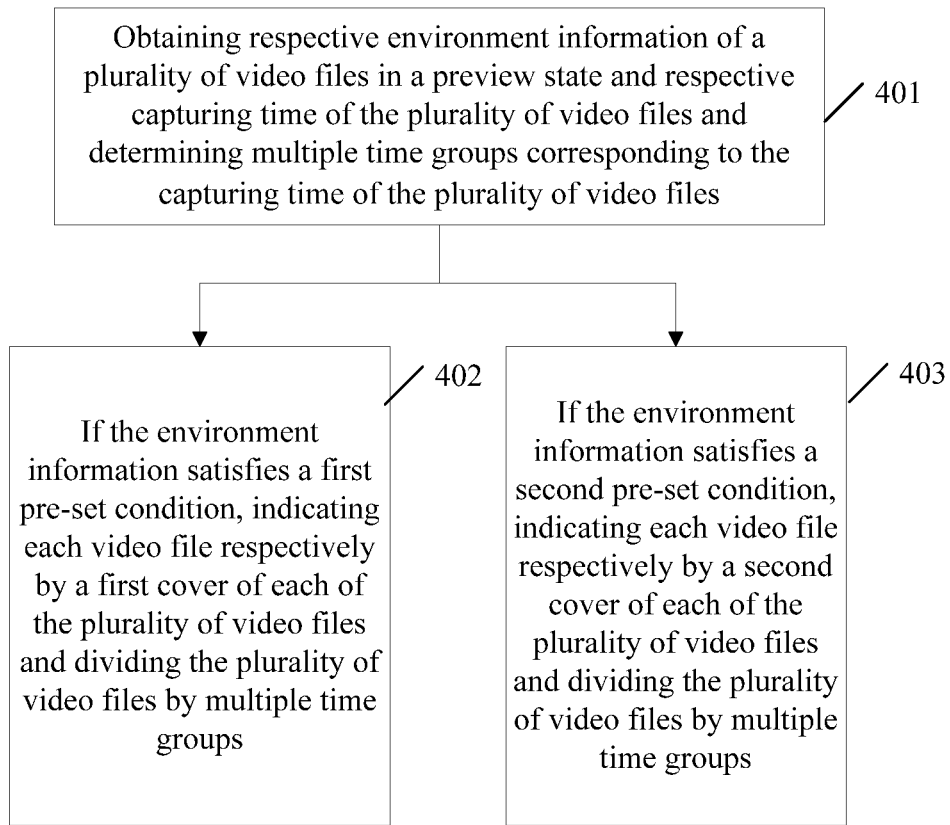 Obtaining respective environment information of a
plurality of video files in a preview state and respective
capturing time of the plurality of video files and
determining multiple time groups corresponding to the
capturing time of the plurality of video files
401
402
If the environment
information satisfies a first
pre-set condition, indicating
each video file respectively
by a first cover of each of
the plurality of video files
and dividing the plurality of
video files by multiple time
groups
403
If the environment
information satisfies a
second pre-set condition,
indicating each video file
respectively by a second
cover of each of the
plurality of video files
and dividing the plurality
of video files by multiple
time groups